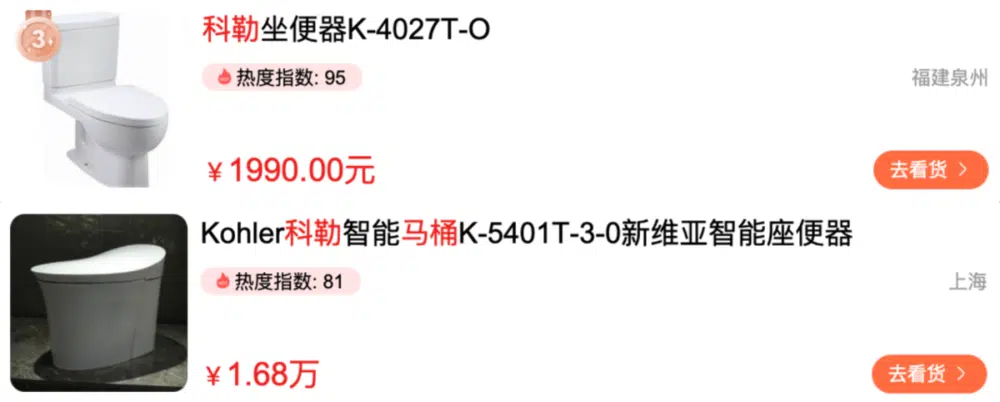 3
科勒坐便器K-4027T-O
热度指数: 95
福建泉州
￥1990.00元
去看货
Kohler科勒智能马桶K-5401T-3-0新维亚智能座便器
热度指数: 81
上海
￥1.68万
去看货